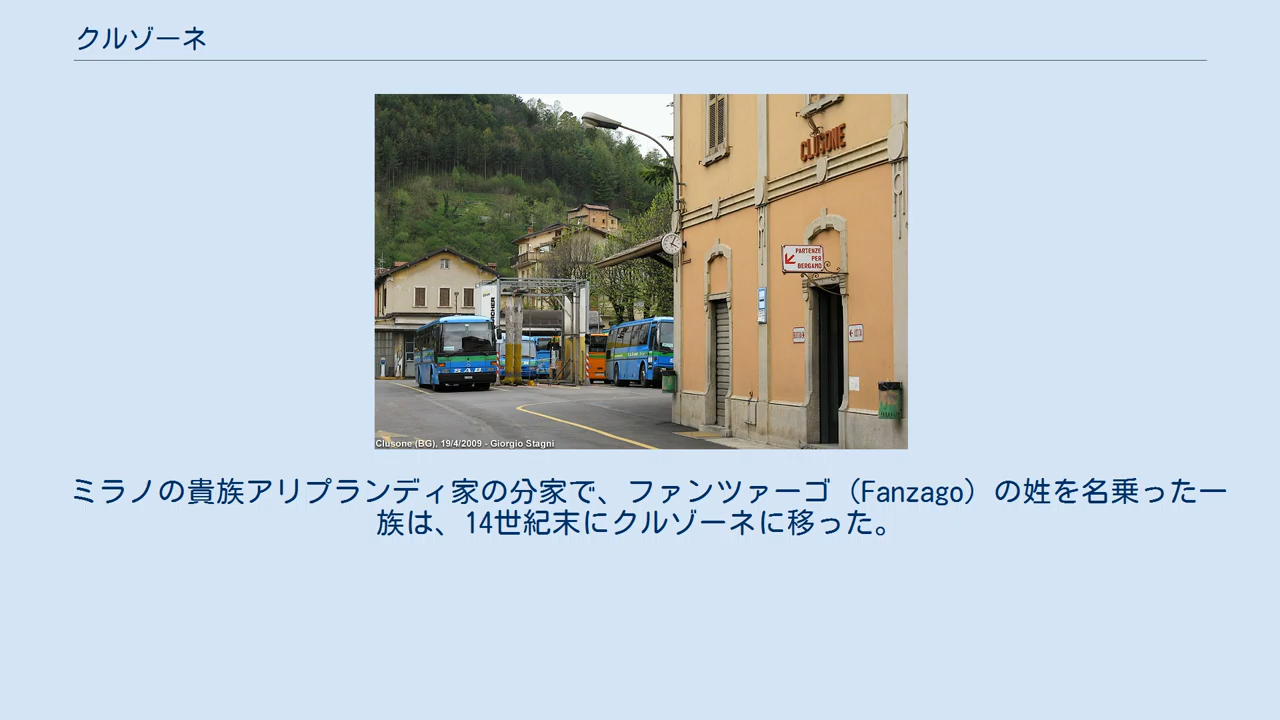 クルゾーネ
CLUSONE
PARTENZE
PER
BERGAMO
S.A.B.
Clusone (BG), 19/4/2009 - Giorgio Stagni
ミラノの貴族アリプランディ家の分家で、ファンツァーゴ（Fanzago）の姓を名乗った一
族は、14世紀末にクルゾーネに移った。